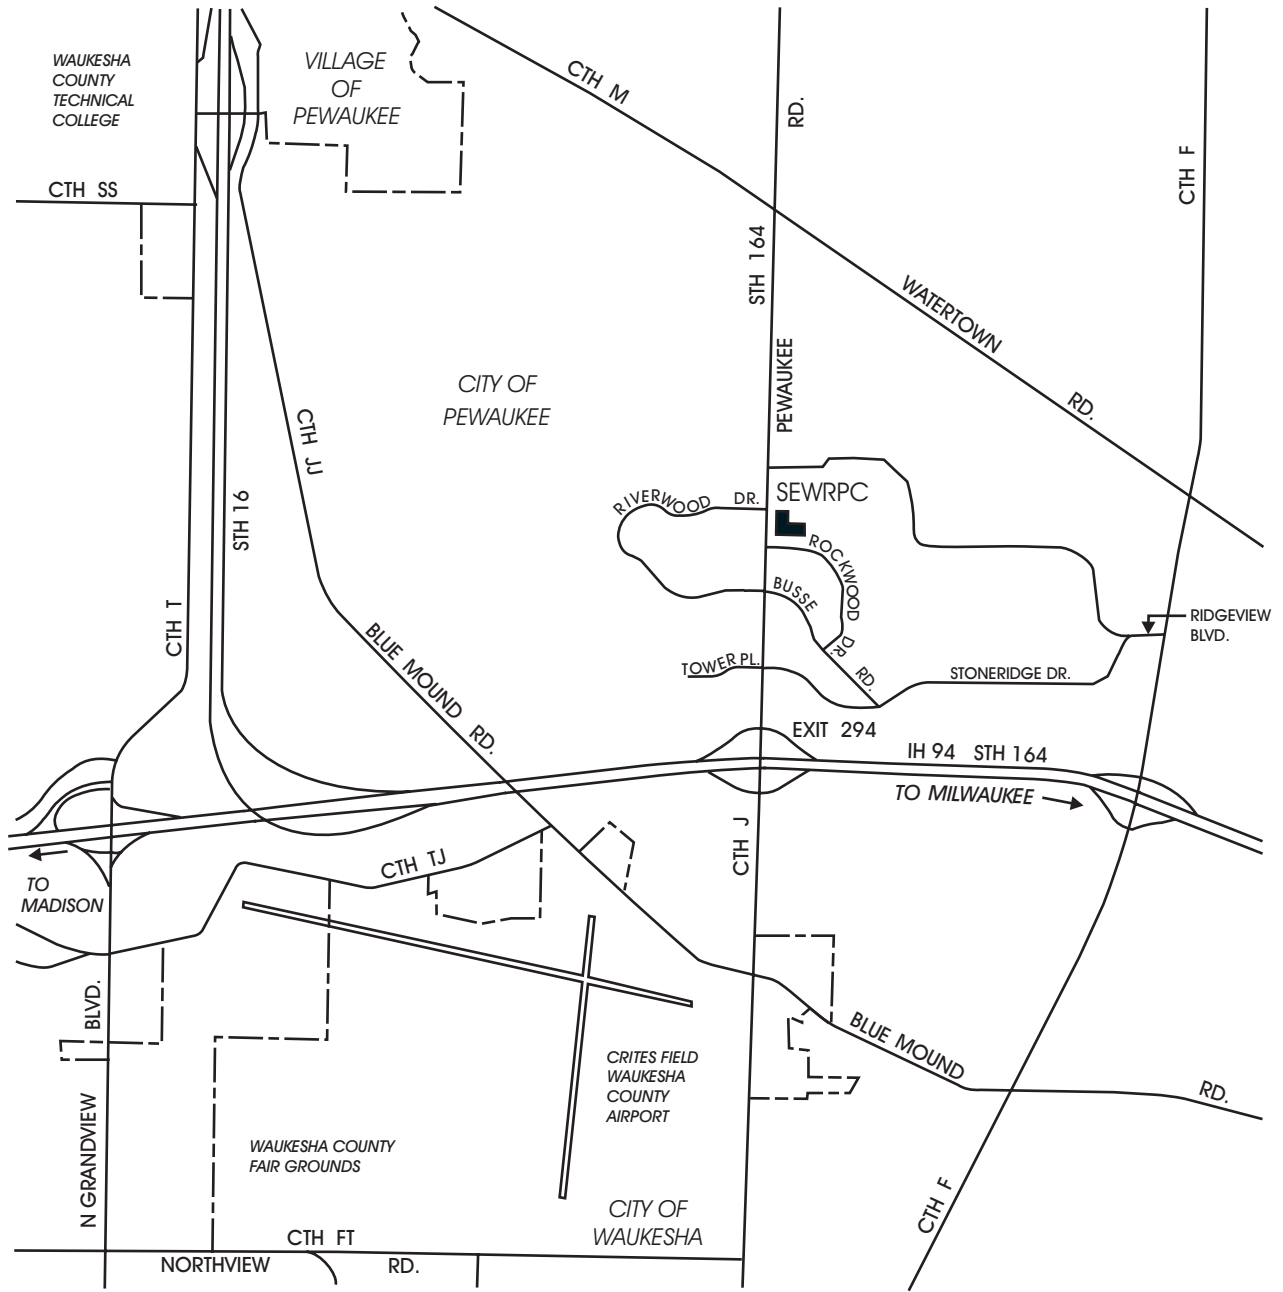 WAUKESHA
COUNTY
TECHNICAL
COLLEGE
VILLAGE
OF
PEWAUKEE
CTH M
RD.
CTH F
CTH SS
STH 164
WATERTOWN
RD.
PEWAUKEE
CITY OF
PEWAUKEE
CTH JJ
STH 16
CTH T
RIVERWOOD DR.
SEWRPC
ROCKWOOD DR.
BUSSE RD.
RIDGEVIEW
BLVD.
TOWER PL.
STONERIDGE DR.
BLUE MOUND RD.
EXIT 294
IH 94 STH 164
TO MILWAUKEE
CTH J
CTH TJ
TO
MADISON
N GRANDVIEW BLVD.
BLUE MOUND RD.
CRITES FIELD
WAUKESHA
COUNTY
AIRPORT
WAUKESHA COUNTY
FAIR GROUNDS
CTH F
CITY OF
WAUKESHA
CTH FT
NORTHVIEW RD.